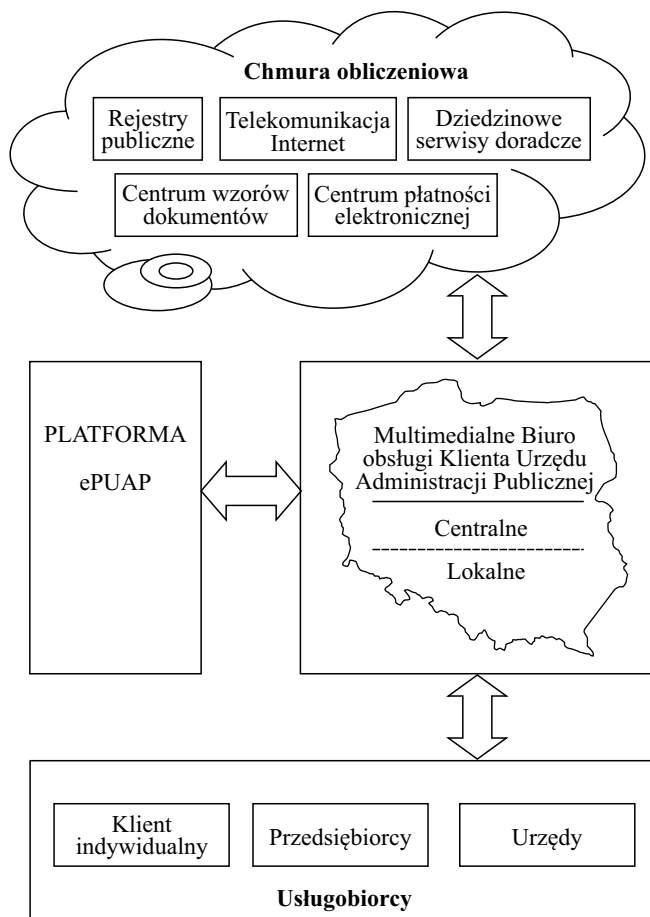 Chmura obliczeniowa
Rejestry
publiczne
Telekomunikacja
Internet
Dziedzinowe
serwisy doradcze
Centrum wzorów
dokumentów
Centrum płatności
elektronicznej
PLATFORMA
ePUAP
Multimedialne Biuro
obsługi Klienta Urzędu
Administracji Publicznej
Centralne
Lokalne
Klient
indywidualny
Przedsiębiorcy
Urzędy
Usługobiorcy